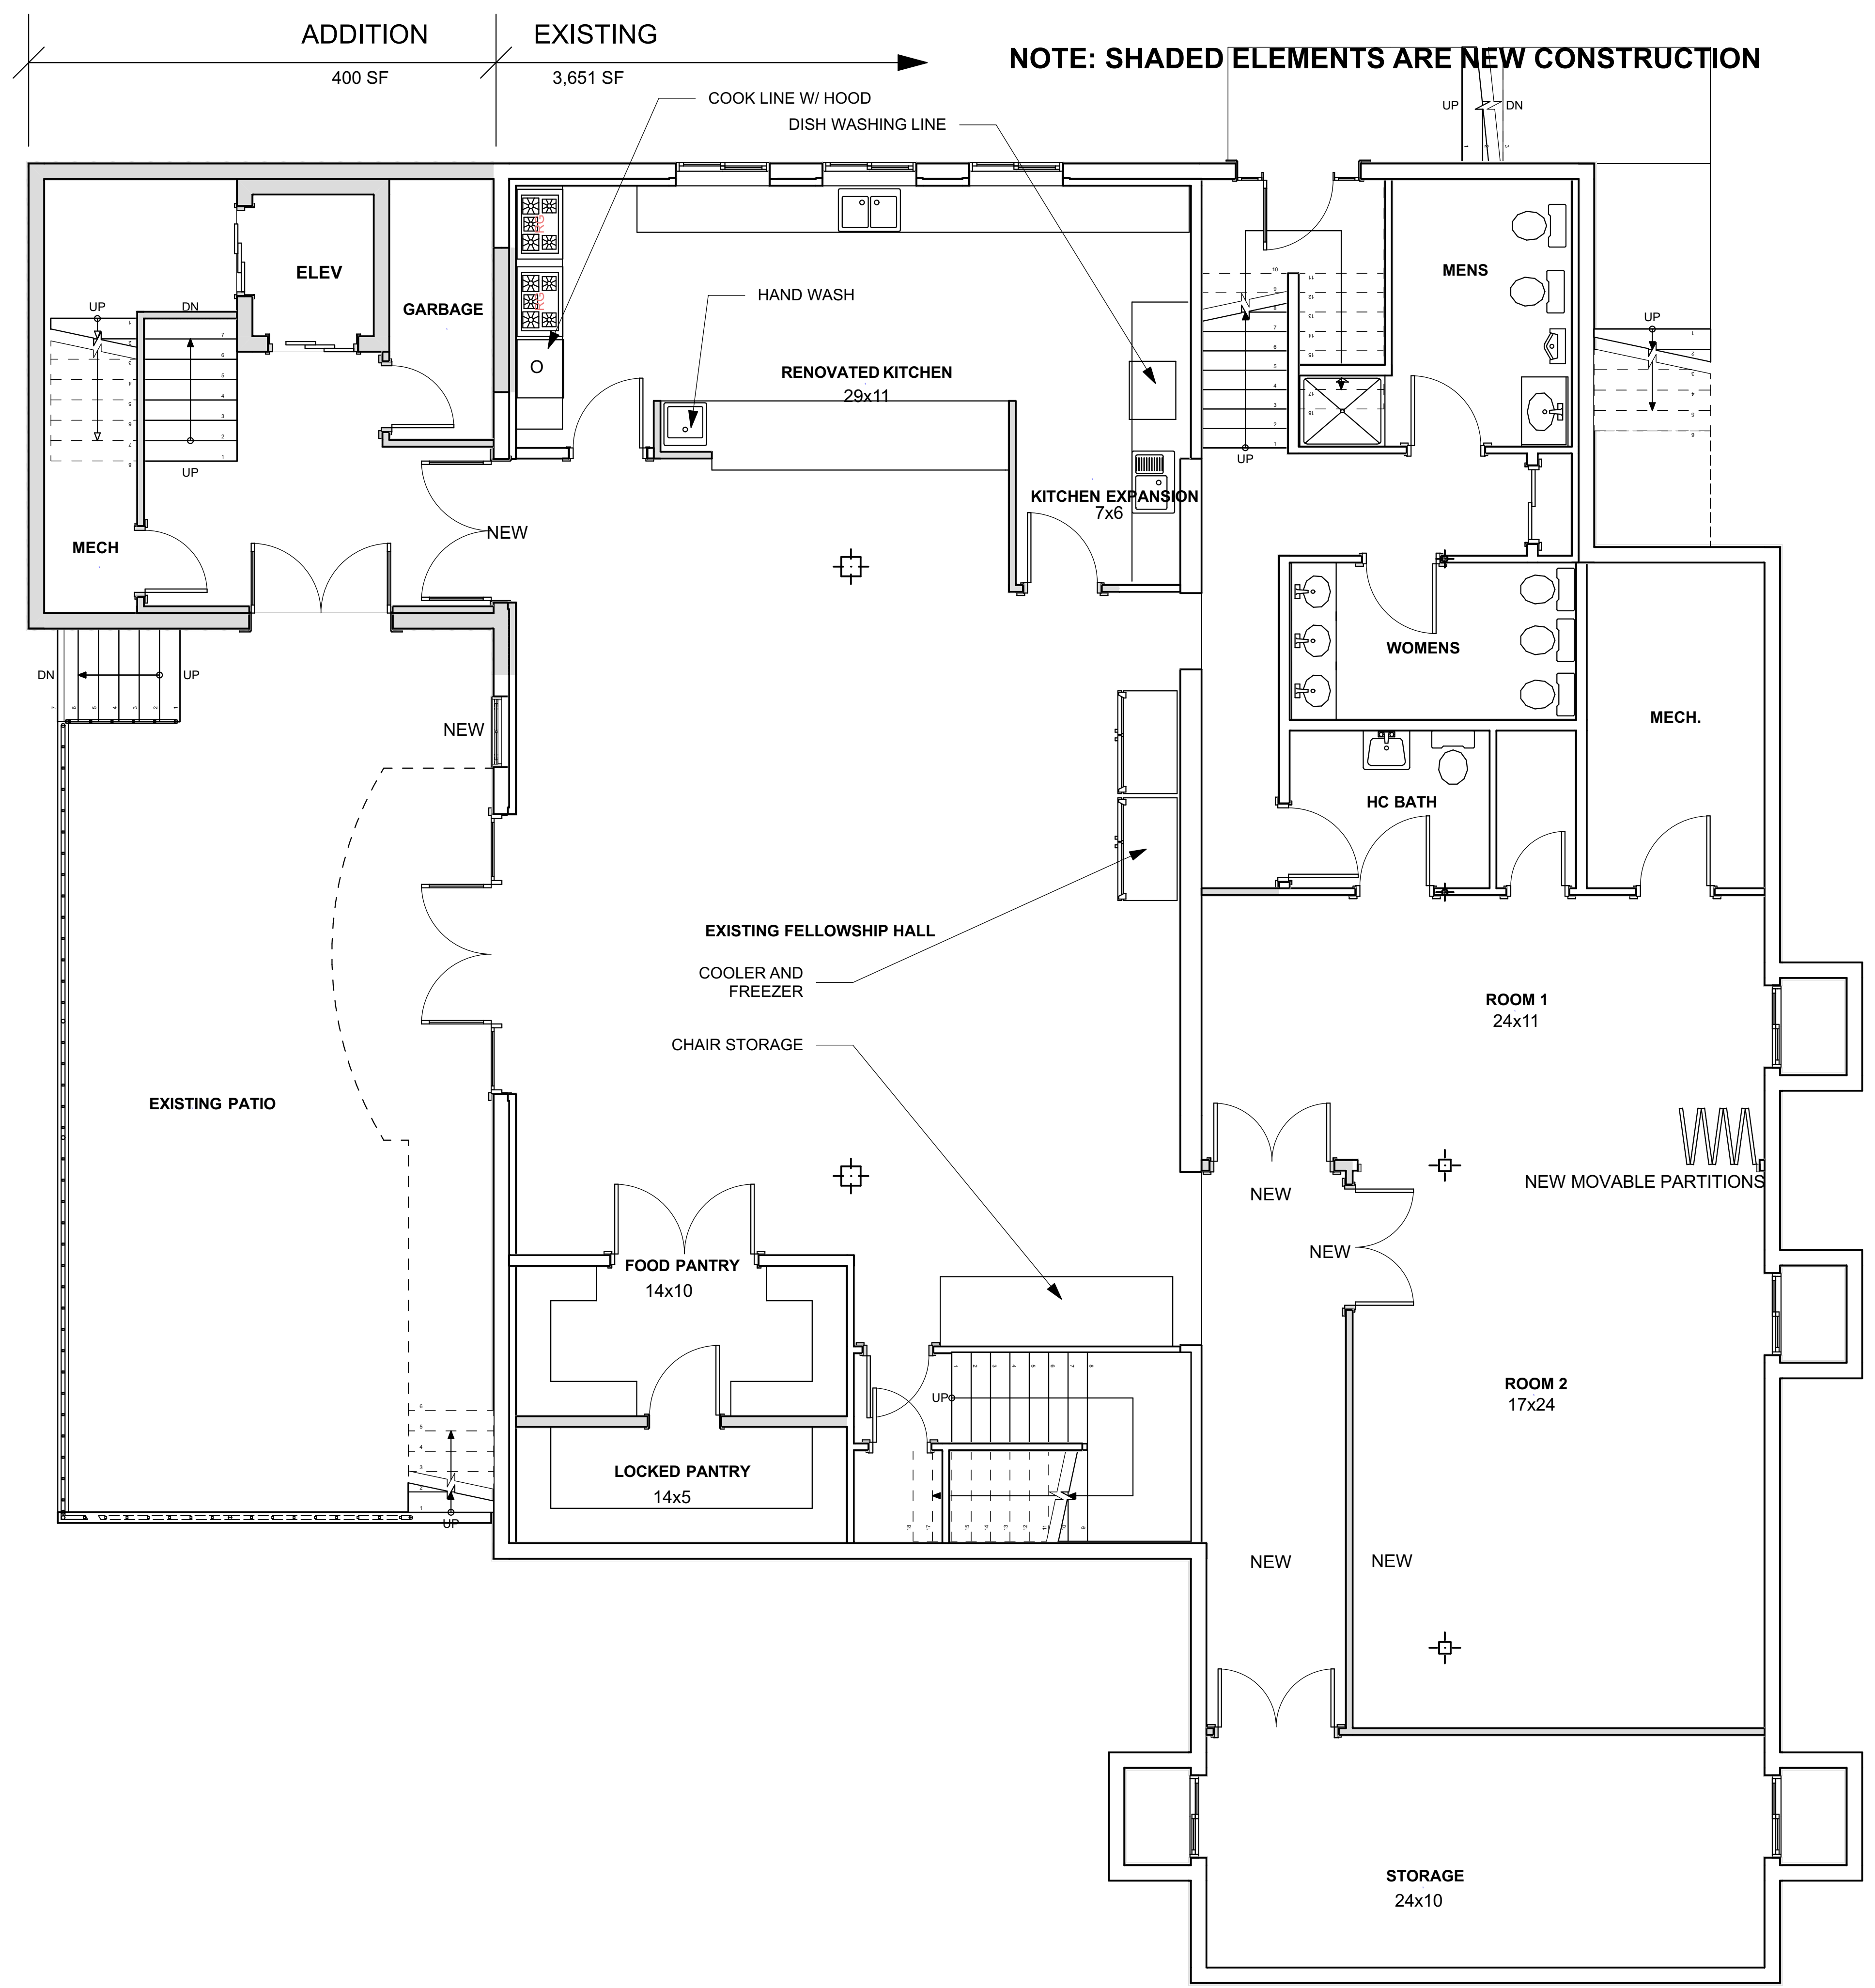 ADDITION
EXISTING
400 SF
3,651 SF
NOTE: SHADED ELEMENTS ARE NEW CONSTRUCTION
COOK LINE W/ HOOD
DISH WASHING LINE
UP
DN
ELEV
GARBAGE
MENS
HAND WASH
UP
DN
UP
RENOVATED KITCHEN
29x11
O
RG
RG
UP
UP
KITCHEN EXPANSION
7x6
MECH
NEW
WOMENS
DN
UP
NEW
MECH.
HC BATH
EXISTING FELLOWSHIP HALL
COOLER AND
FREEZER
ROOM 1
24x11
CHAIR STORAGE
EXISTING PATIO
NEW
NEW MOVABLE PARTITIONS
NEW
FOOD PANTRY
14x10
UP
ROOM 2
17x24
LOCKED PANTRY
14x5
UP
NEW
NEW
STORAGE
24x10